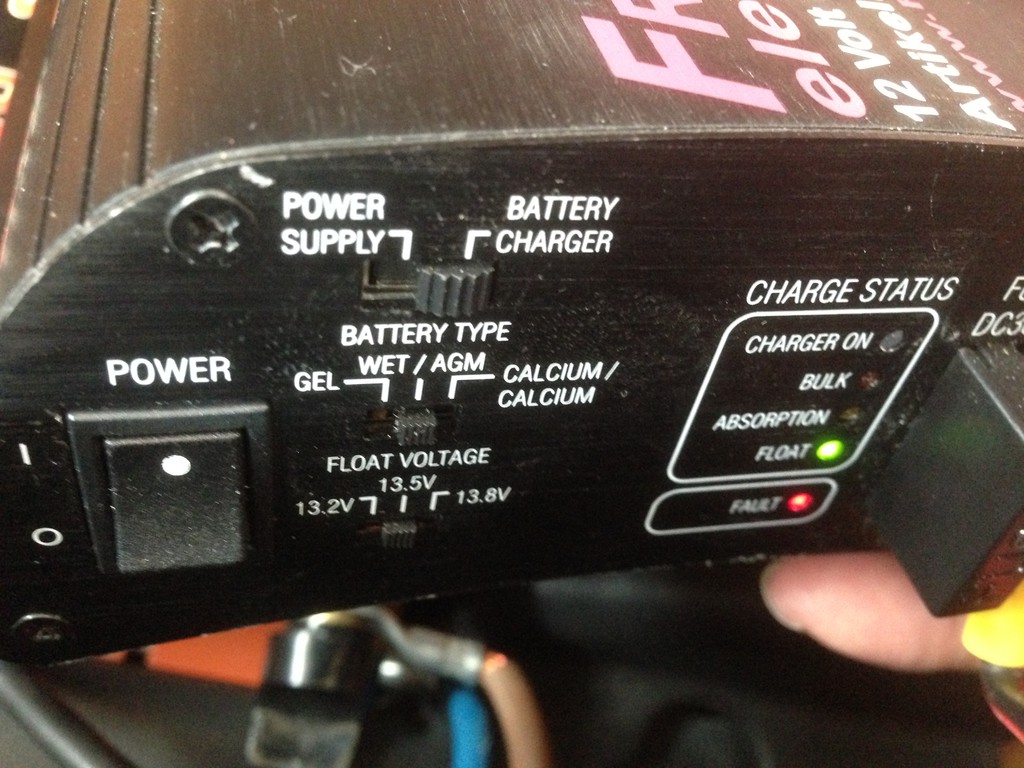 12 Volt
POWER
SUPPLY
BATTERY
CHARGER
BATTERY TYPE
GEL
WET / AGM
CALCIUM /
CALCIUM
FLOAT VOLTAGE
13.2V
13.5V
13.8V
POWER
I
O
CHARGE STATUS
CHARGER ON
BULK
ABSORPTION
FLOAT
FAULT